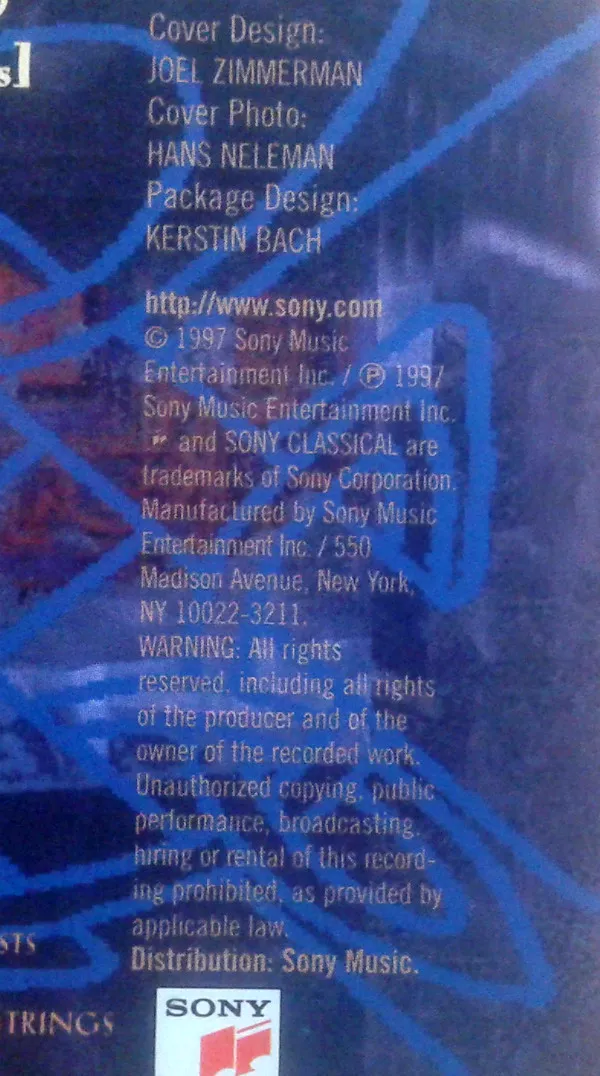 s]
Cover Design:
JOEL ZIMMERMAN
Cover Photo:
HANS NELEMAN
Package Design:
KERSTIN BACH
http://www.sony.com
© 1997 Sony Music
Entertainment Inc. / ℗ 1997
Sony Music Entertainment Inc.
and SONY CLASSICAL are
trademarks of Sony Corporation.
Manufactured by Sony Music
Entertainment Inc. / 550
Madison Avenue, New York,
NY 10022-3211.
WARNING: All rights
reserved, including all rights
of the producer and of the
owner of the recorded work.
Unauthorized copying, public
performance, broadcasting,
hiring or rental of this record-
ing prohibited, as provided by
applicable law.
Distribution: Sony Music.
STS
TRINGS
SONY